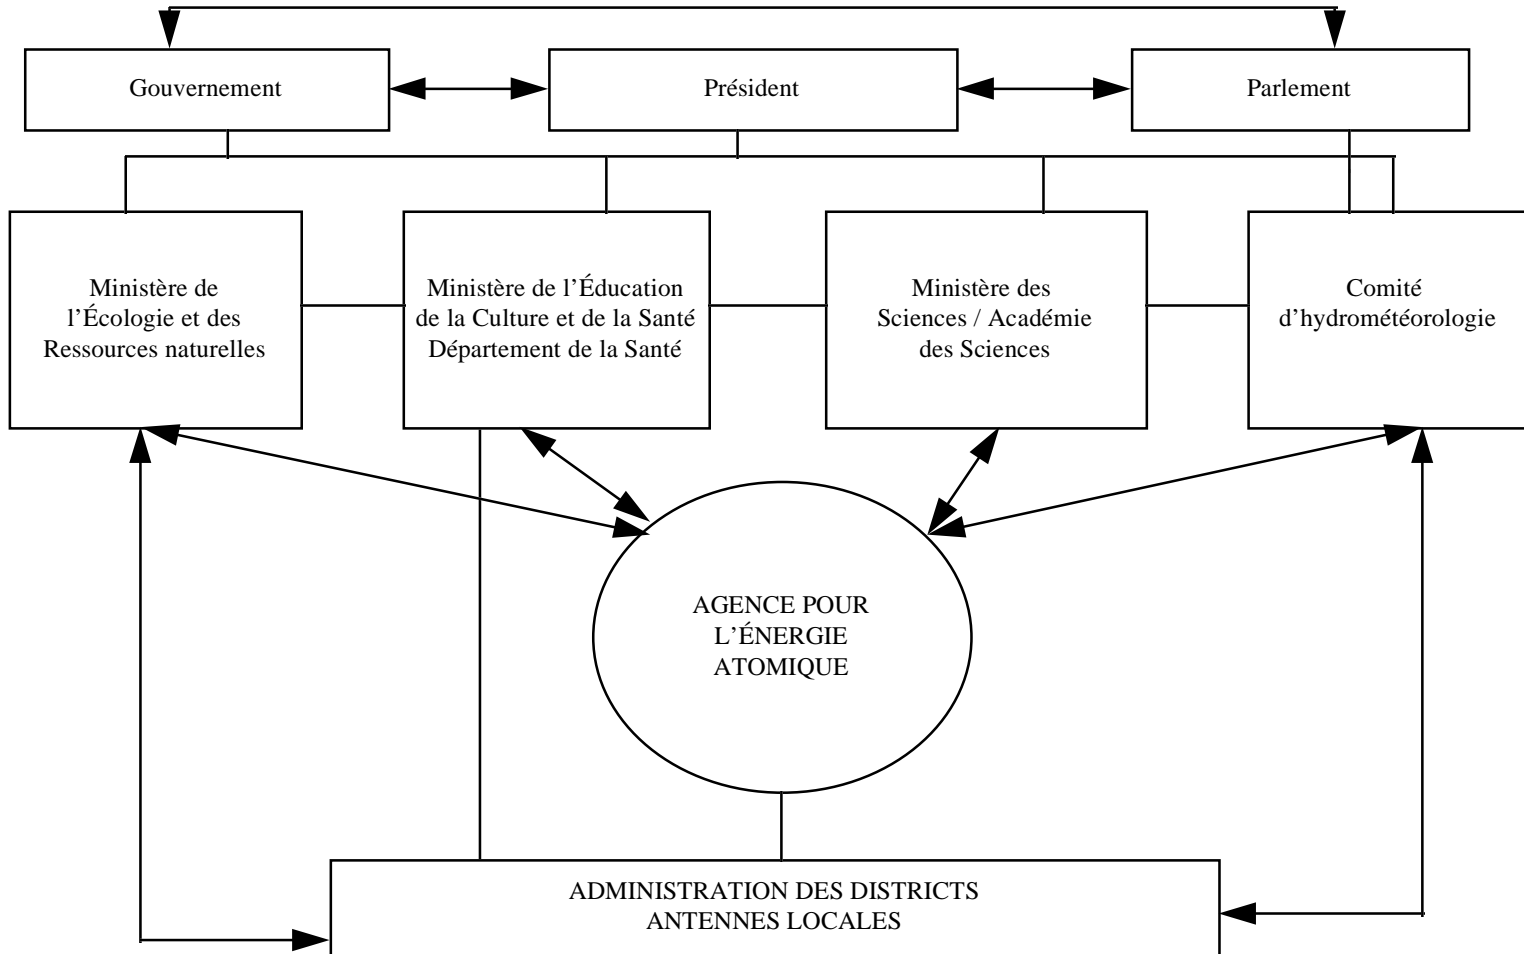 Gouvernement
Président
Parlement
Ministère de
l’Écologie et des
Ressources naturelles
Ministère de l’Éducation
de la Culture et de la Santé
Département de la Santé
Ministère des
Sciences / Académie
des Sciences
Comité
d'hydrométéorologie
AGENCE POUR
L’ÉNERGIE
ATOMIQUE
ADMINISTRATION DES DISTRICTS
ANTENNES LOCALES